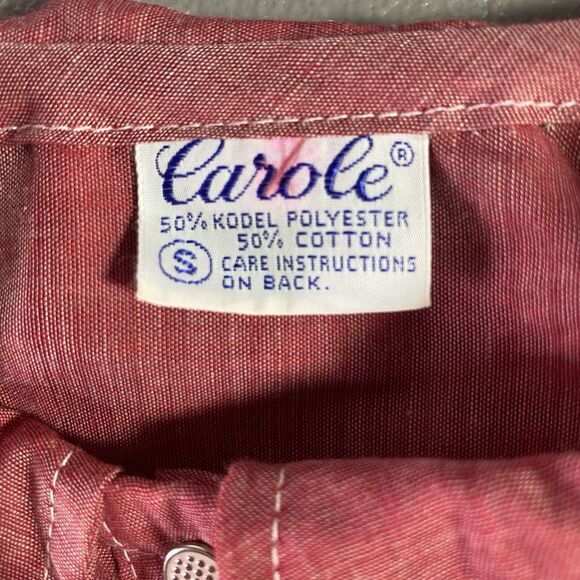 Carole®
50% KODEL POLYESTER
50% COTTON
S CARE INSTRUCTIONS
ON BACK.